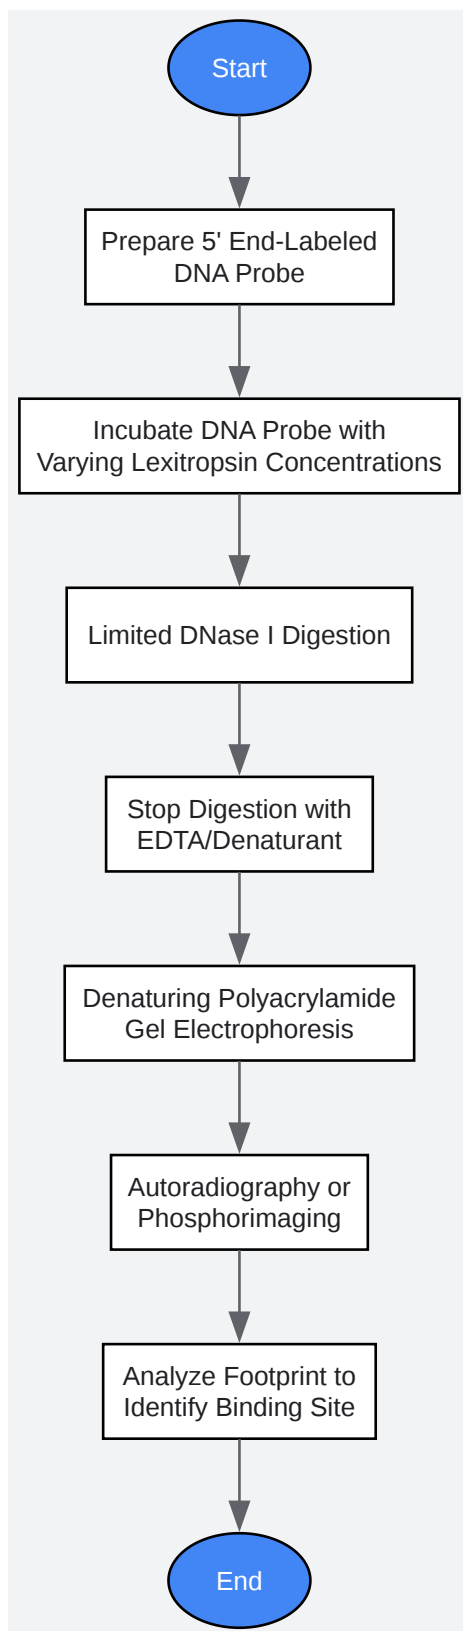 Start
Prepare 5' End-Labeled
DNA Probe
Incubate DNA Probe with
Varying Lexitropsin Concentrations
Limited DNase I Digestion
Stop Digestion with
EDTA/Denaturant
Denaturing Polyacrylamide
Gel Electrophoresis
Autoradiography or
Phosphorimaging
Analyze Footprint to
Identify Binding Site
End